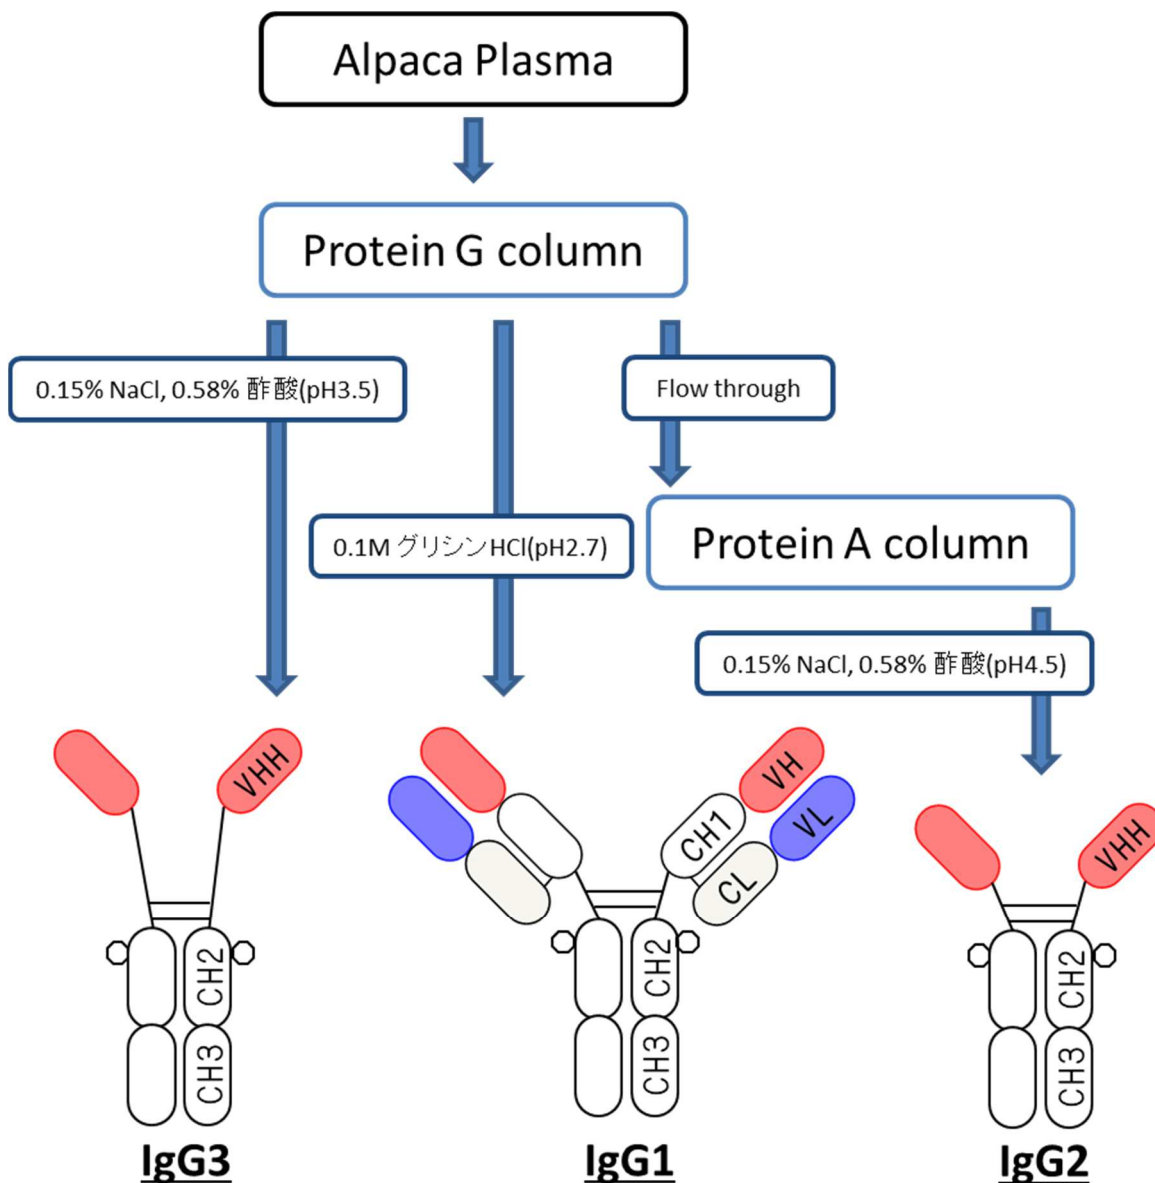 Alpaca Plasma
Protein G column
0.15% NaCl, 0.58% 酢酸(pH3.5)
Flow through
0.1M グリシンHCl(pH2.7)
Protein A column
0.15% NaCl, 0.58% 酢酸(pH4.5)
VHH
CH2
CH3
IgG3
VH
VL
CH1
CL
CH2
CH3
IgG1
VHH
CH2
CH3
IgG2